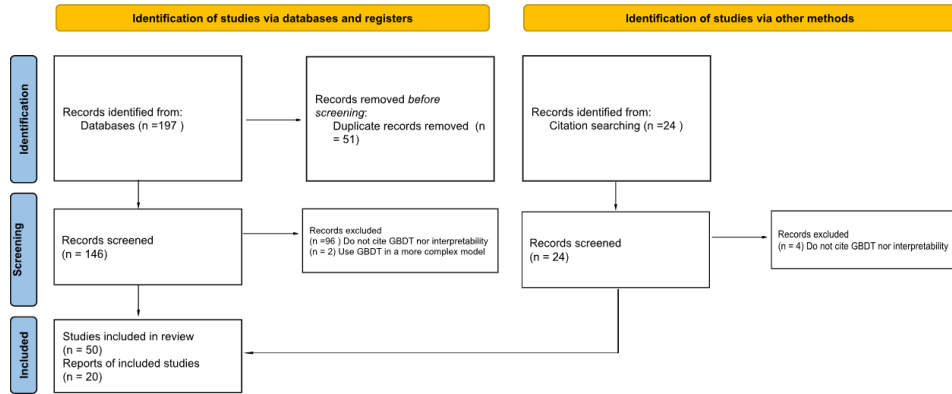 Identification of studies via databases and registers
Identification of studies via other methods
Identification
Records identified from:
Databases (n =197 )
Records removed before
screening:
Duplicate records removed (n
= 51)
Records identified from:
Citation searching (n =24 )
Screening
Records screened
(n = 146)
Records excluded
(n =96 ) Do not cite GBDT nor interpretability
(n = 2) Use GBDT in a more complex model
Records screened
(n = 24)
Records excluded
(n = 4) Do not cite GBDT nor interpretability
Included
Studies included in review
(n = 50)
Reports of included studies
(n = 20)